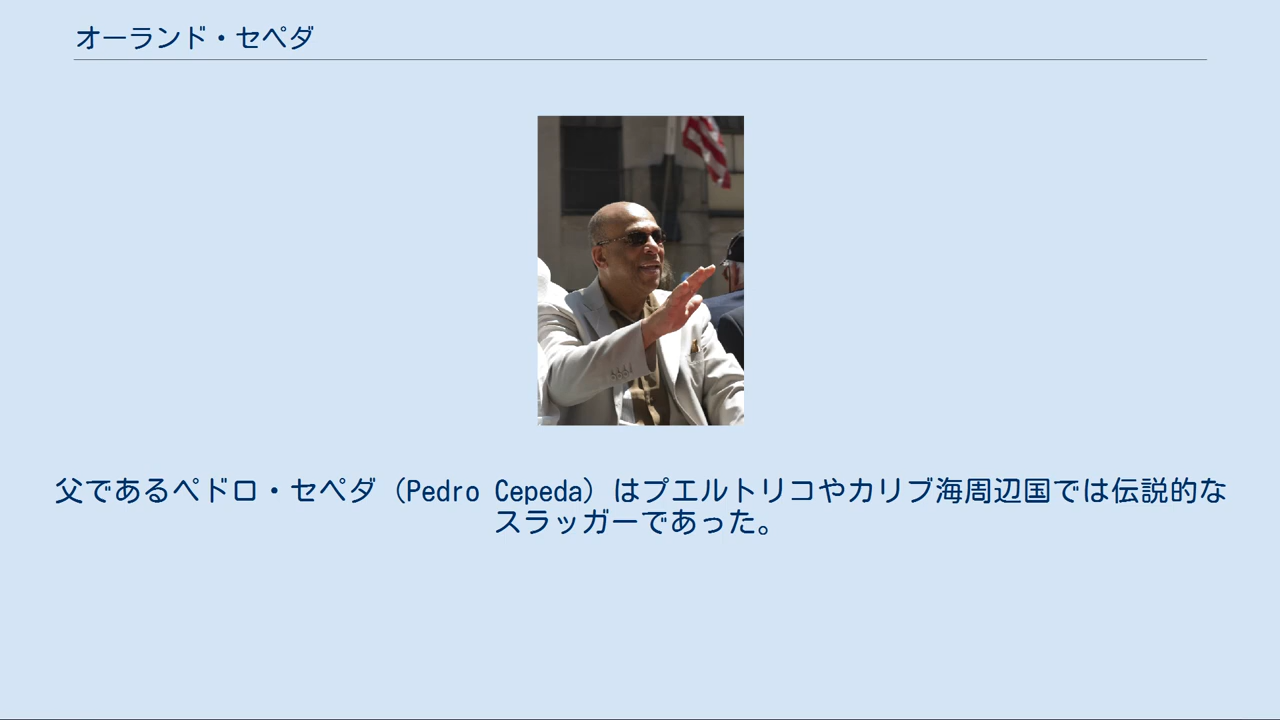 オーランド・セペダ
父であるペドロ・セペダ（Pedro Cepeda）はプエルトリコやカリブ海周辺国では伝説的な
スラッガーであった。